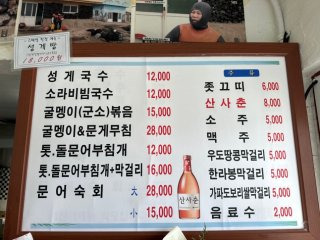 성게탕
18,000원
성게국수 12,000
소라비빔국수 12,000
굴멩이(군소)볶음 15,000
굴멩이&문게무침 28,000
톳.돌문어부침개 12,000
톳.돌문어부침개+막걸리 16,000
문어숙회 大 28,000
小 15,000
주류
좃끄띠 6,000
산사춘 8,000
소주 5,000
맥주 5,000
우도땅콩막걸리 5,000
한라봉막걸리 5,000
가파도보리쌀막걸리 5,000
음료수 2,000
산사춘